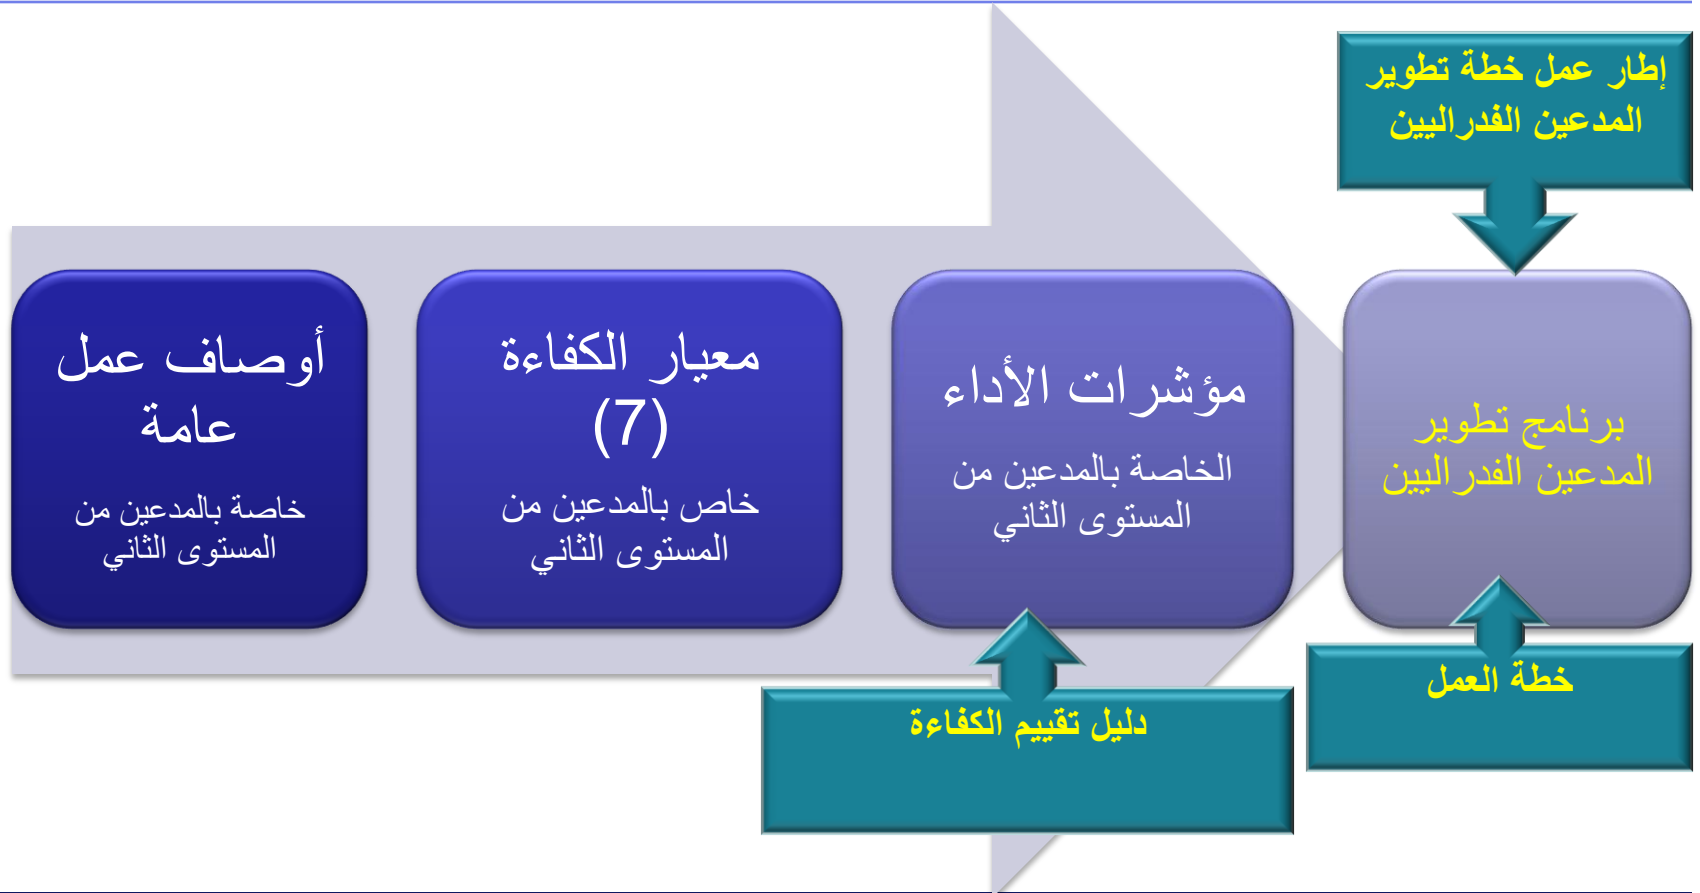 إطار عمل خطة تطوير
المدعين الفدراليين
أوصاف عمل
عامة
خاصة بالمدعين من
المستوى الثاني
معيار الكفاءة
(7)
خاص بالمدعين من
المستوى الثاني
مؤشرات الأداء
الخاصة بالمدعين من
المستوى الثاني
برنامج تطوير
المدعين الفدراليين
دليل تقييم الكفاءة
خطة العمل